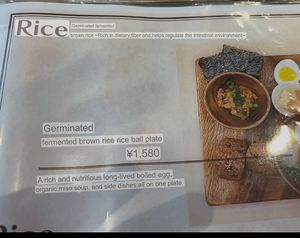 Rice
Germinated fermented
brown rice ~Rich in dietary fiber and helps regulate the intestinal environment~
Germinated
fermented brown rice rice ball plate
¥1,580
A rich and nutritious long-lived boiled egg,
organic miso soup, and side dishes all on one plate.